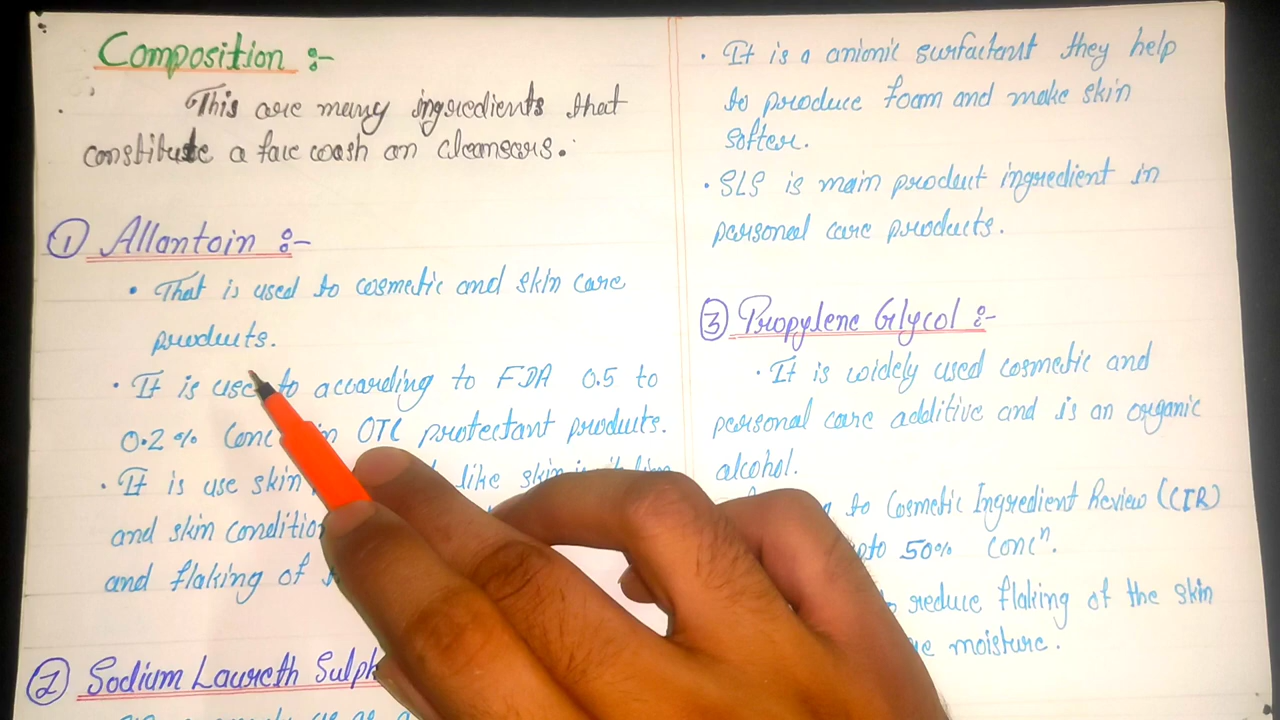 Composition :-
This are many ingredients that
constitute a face wash an cleansers.
① Allantoin :-
• That is used to cosmetic and skin care
products.
• It is used to according to FDA 0.5 to
0.2% Conc in OTC protectant products.
• It is use skin like skin
and skin condition
and flaking of
② Sodium Laureth Sulph
• It is a anionic surfactant they help
to produce foam and make skin
softer.
• SLS is main product ingredient in
personal care products.
③ Propylene Glycol :-
• It is widely used cosmetic and
personal care additive and is an organic
alcohol.
to Cosmetic Ingredient Review (CIR)
upto 50% concⁿ.
reduce flaking of the skin
moisture.